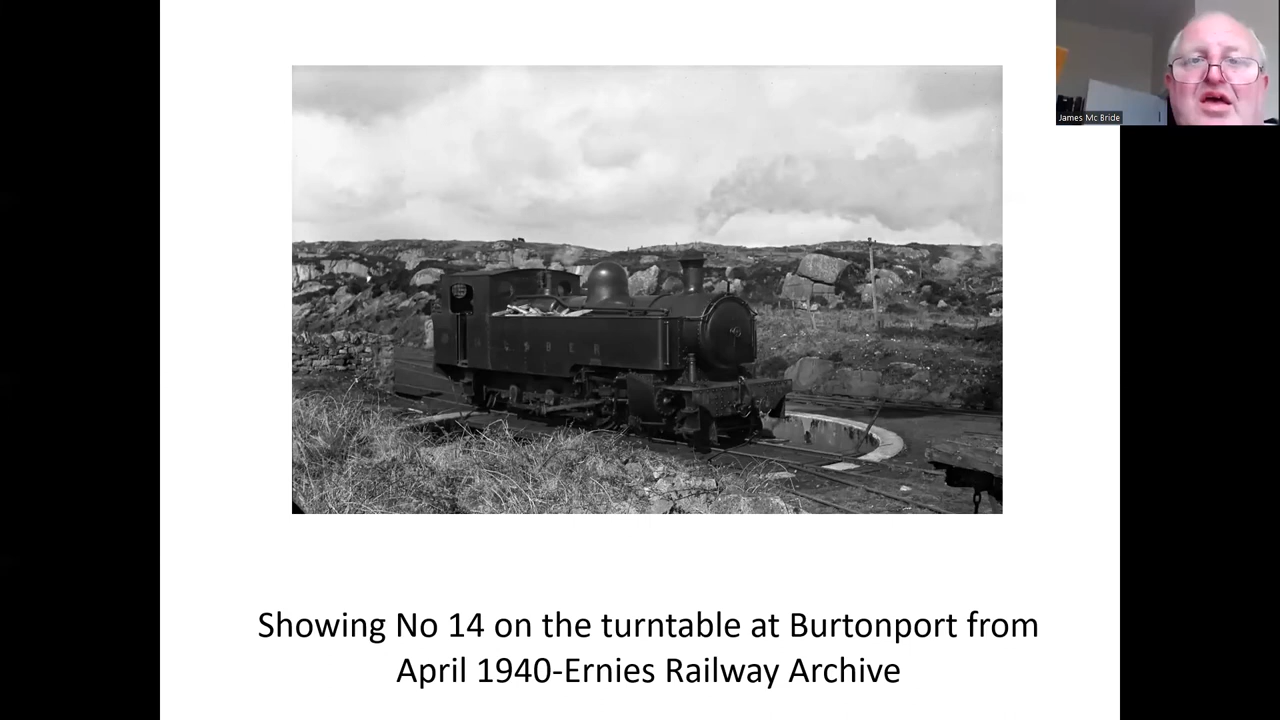 James Mc Bride
Showing No 14 on the turntable at Burtonport from
April 1940-Ernies Railway Archive